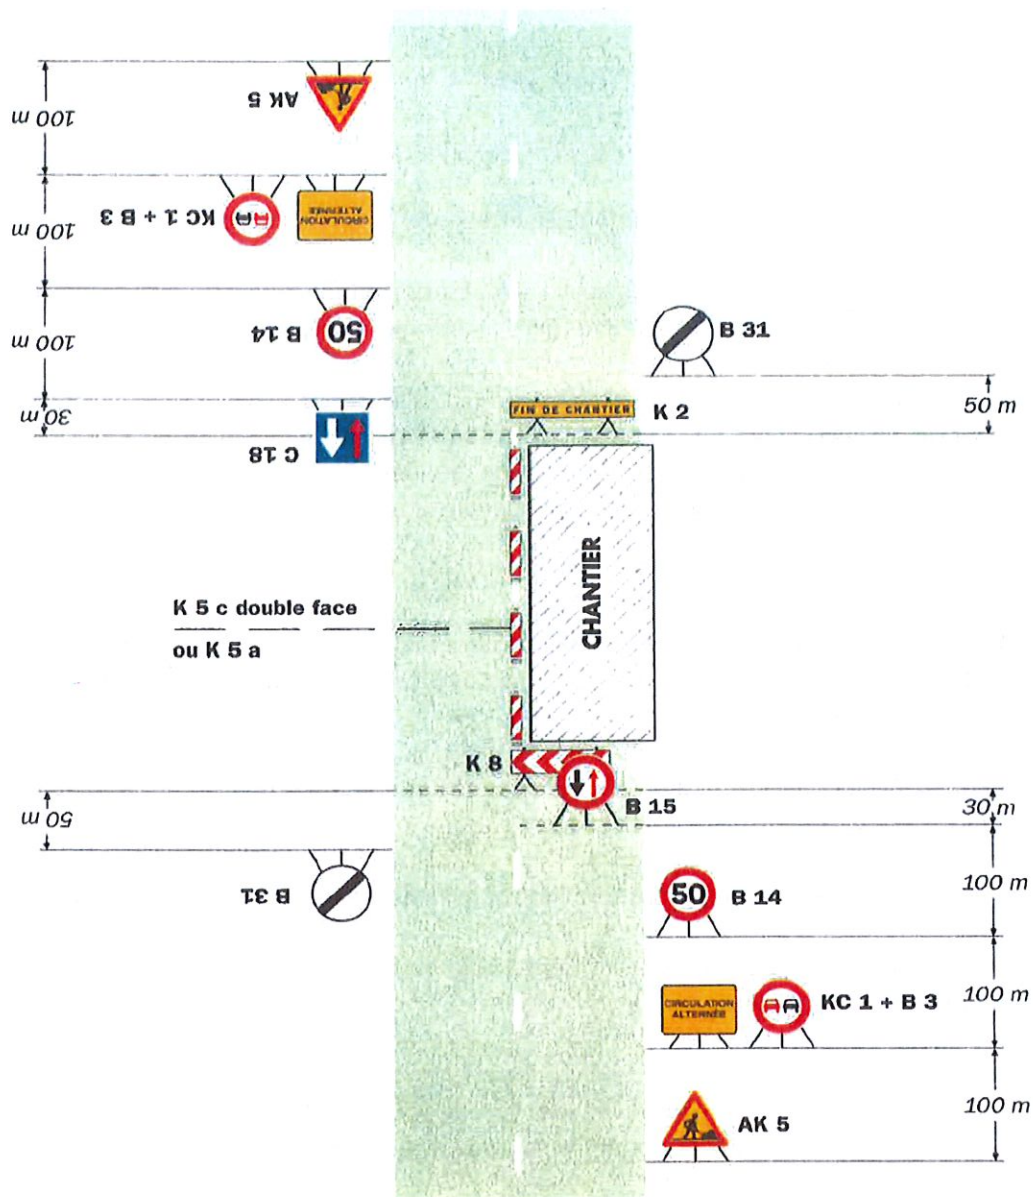 AK 5
100 m
KC 1 + B 3
CIRCULATION
ALTERNÉE
100 m
B 14
50
100 m
B 31
30 m
C 18
FIN DE CHANTIER
K 2
50 m
CHANTIER
K 5 c double face
ou K 5 a
K 8
B 15
30 m
50 m
B 31
50
B 14
100 m
CIRCULATION
ALTERNÉE
KC 1 + B 3
100 m
AK 5
100 m